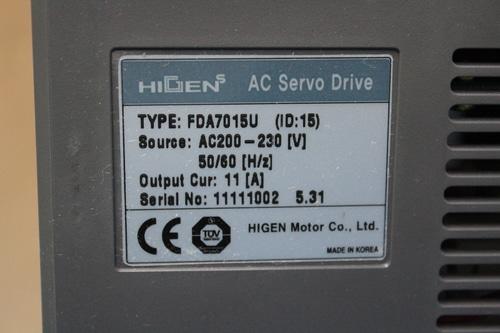 HIGENS AC Servo Drive
TYPE: FDA7015U (ID:15)
Source: AC200-230 [V]
50/60 [H/z]
Output Cur: 11 [A]
Serial No: 11111002 5.31
CE TÜV HIGEN Motor Co., Ltd.
MADE IN KOREA